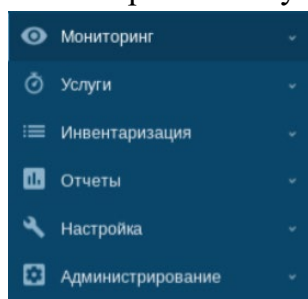 Мониторинг
Услуги
Инвентаризация
Отчеты
Настройка
Администрирование